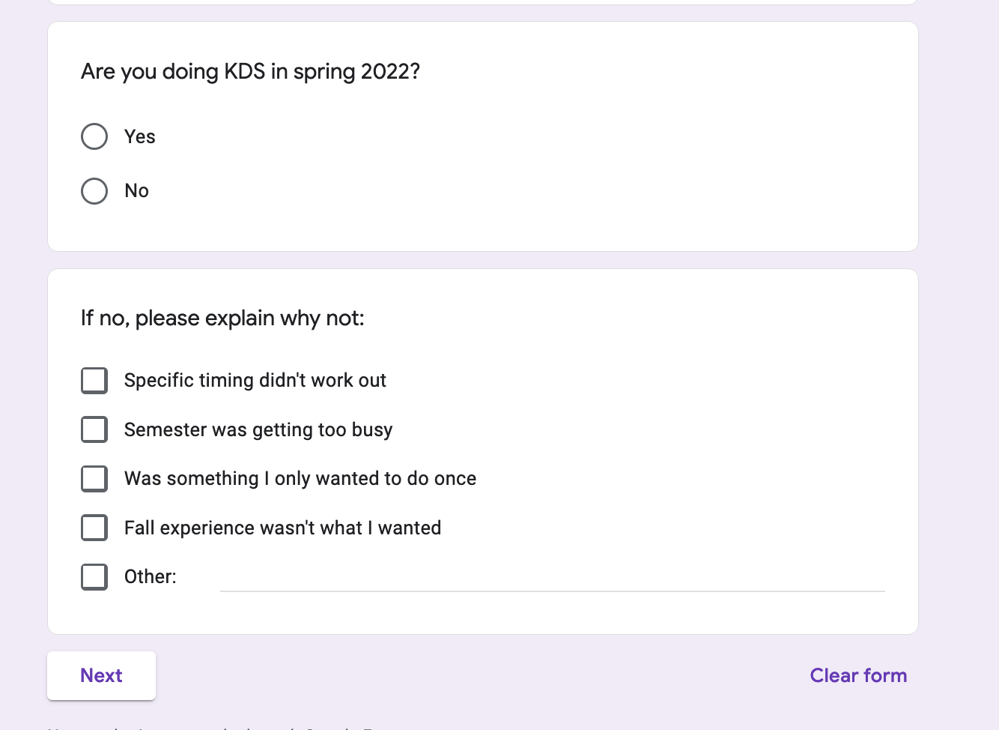 Are you doing KDS in spring 2022?
Yes
No
If no, please explain why not:
Specific timing didn't work out
Semester was getting too busy
Was something I only wanted to do once
Fall experience wasn't what I wanted
Other:
Next
Clear form